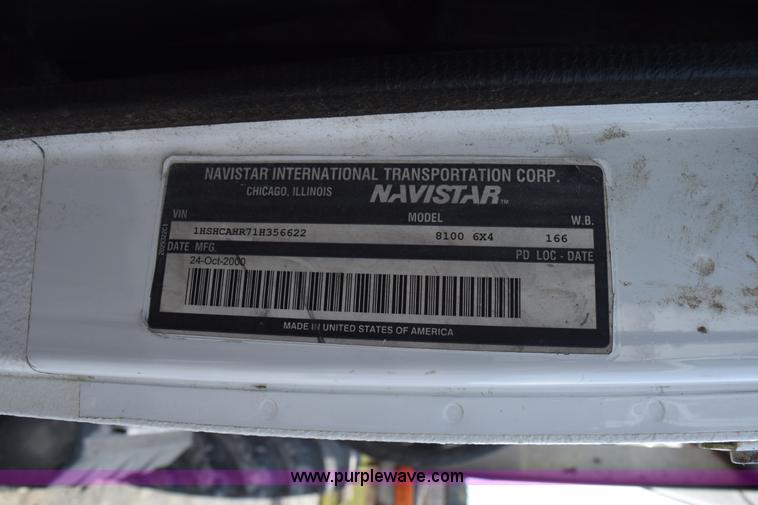 NAVISTAR INTERNATIONAL TRANSPORTATION CORP.
CHICAGO, ILLINOIS NAVISTAR™
VIN MODEL W.B.
1HSHCAHR71H356622 8100 6X4 166
DATE MFG. PD LOC - DATE
24-Oct-2000
MADE IN UNITED STATES OF AMERICA
www.purplewave.com